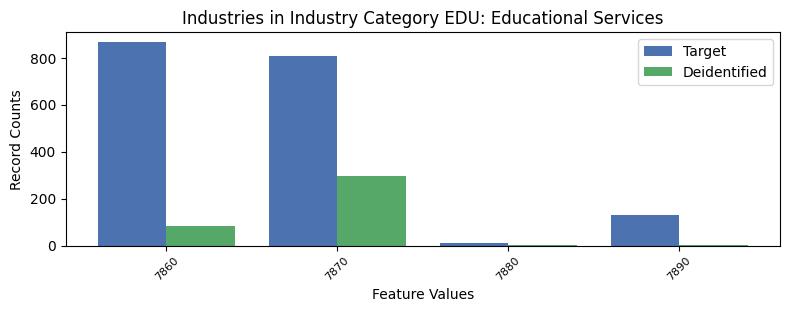 Industries in Industry Category EDU: Educational Services
Target
Deidentified
Record Counts
800
600
400
200
0
7860
7870
7880
7890
Feature Values